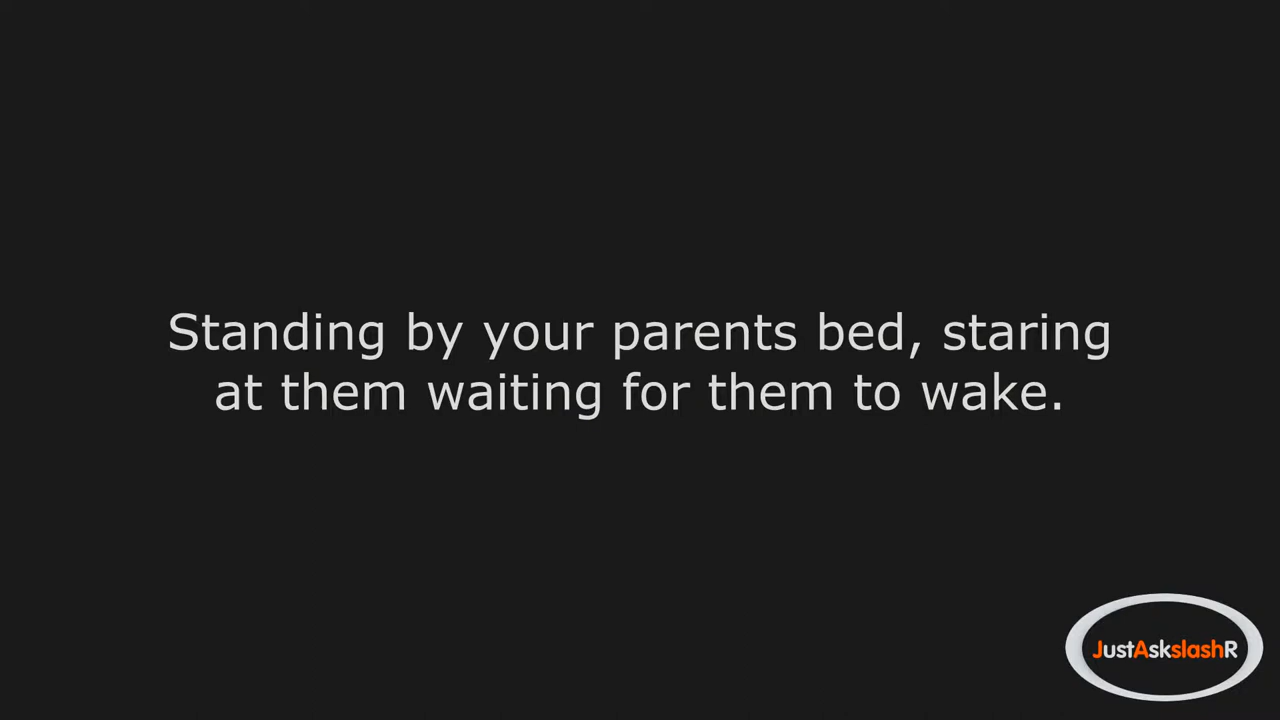 Standing by your parents bed, staring
at them waiting for them to wake.
JustAskslashR